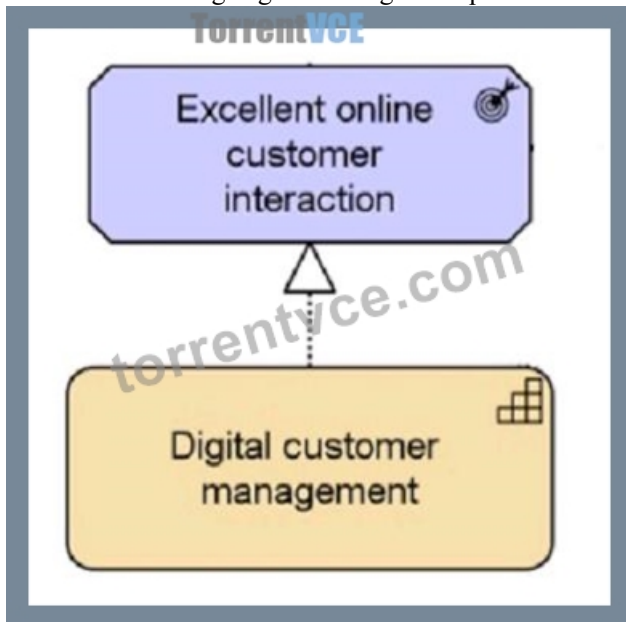 TorrentVCE
Excellent online
customer
interaction
torrentvce.com
Digital customer
management